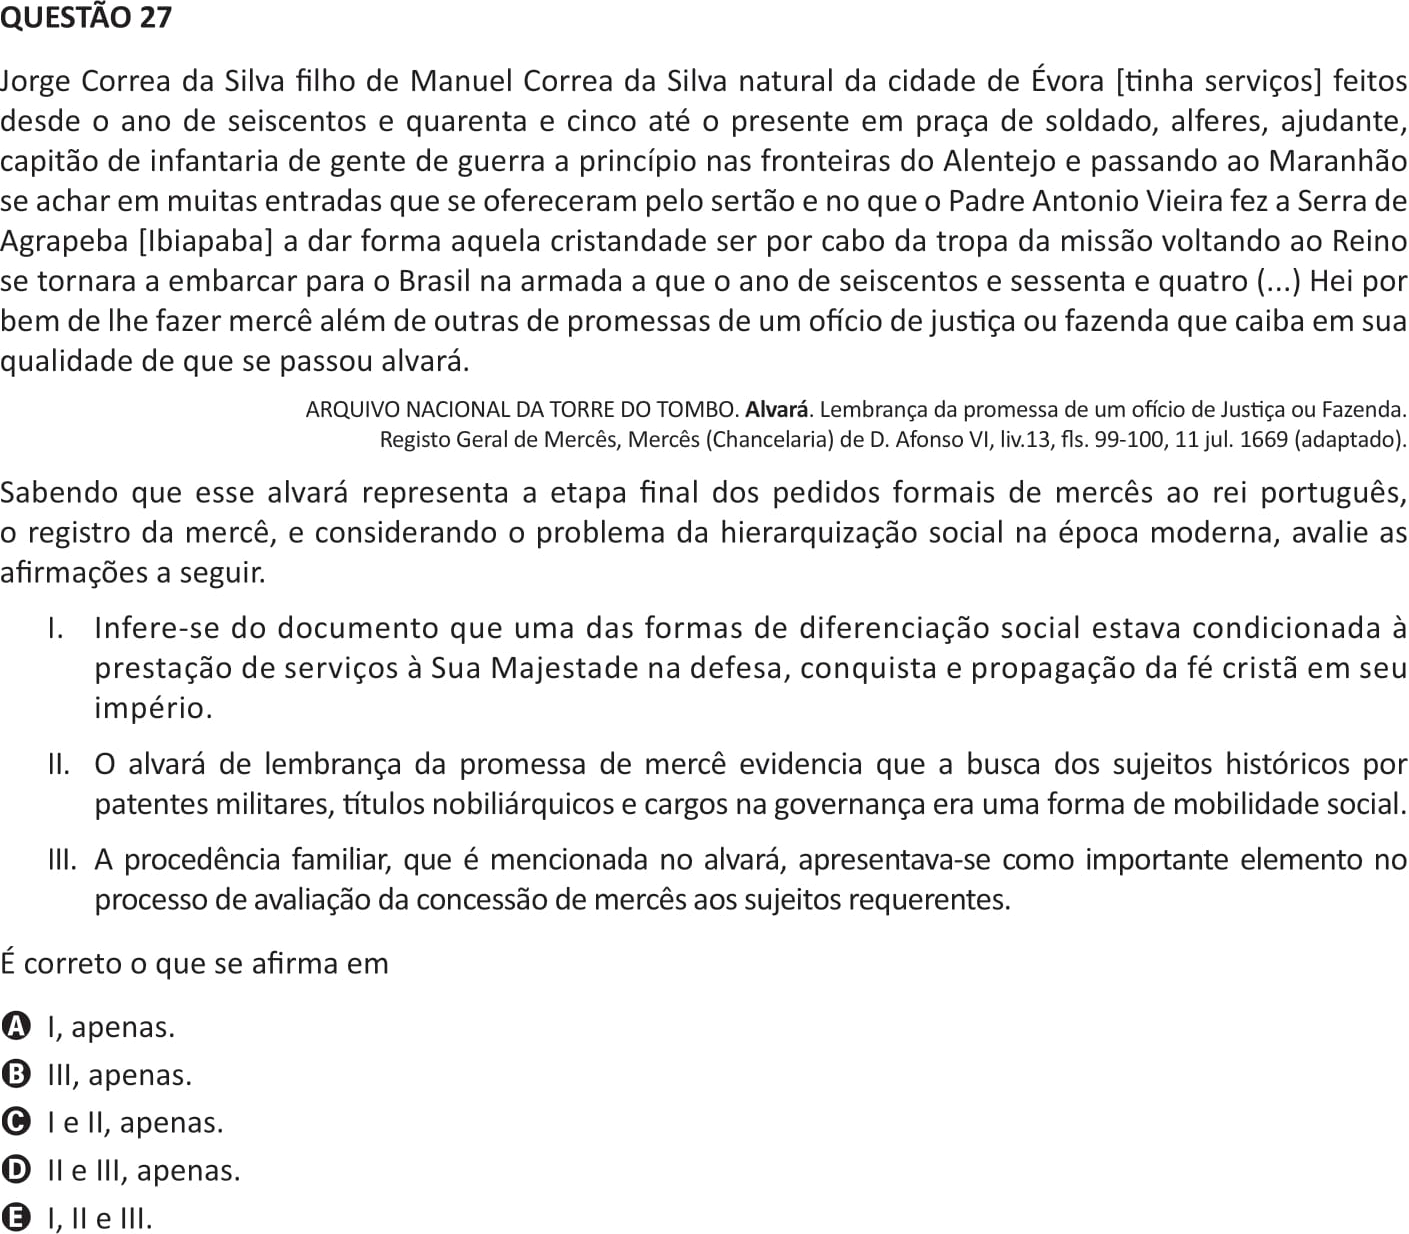 QUESTÃO 27
Jorge Correa da Silva filho de Manuel Correa da Silva natural da cidade de Évora [tinha serviços] feitos
desde o ano de seiscentos e quarenta e cinco até o presente em praça de soldado, alferes, ajudante,
capitão de infantaria de gente de guerra a princípio nas fronteiras do Alentejo e passando ao Maranhão
se achar em muitas entradas que se ofereceram pelo sertão e no que o Padre Antonio Vieira fez a Serra de
Agrapeba [Ibiapaba] a dar forma aquela cristandade ser por cabo da tropa da missão voltando ao Reino
se tornara a embarcar para o Brasil na armada a que o ano de seiscentos e sessenta e quatro (...) Hei por
bem de lhe fazer mercê além de outras de promessas de um ofício de justiça ou fazenda que caiba em sua
qualidade de que se passou alvará.
ARQUIVO NACIONAL DA TORRE DO TOMBO. Alvará. Lembrança da promessa de um ofício de Justiça ou Fazenda.
Registo Geral de Mercês, Mercês (Chancelaria) de D. Afonso VI, liv.13, fls. 99-100, 11 jul. 1669 (adaptado).
Sabendo que esse alvará representa a etapa final dos pedidos formais de mercês ao rei português,
o registro da mercê, e considerando o problema da hierarquização social na época moderna, avalie as
afirmações a seguir.
I. Infere-se do documento que uma das formas de diferenciação social estava condicionada à
prestação de serviços à Sua Majestade na defesa, conquista e propagação da fé cristã em seu
império.
II. O alvará de lembrança da promessa de mercê evidencia que a busca dos sujeitos históricos por
patentes militares, títulos nobiliárquicos e cargos na governança era uma forma de mobilidade social.
III. A procedência familiar, que é mencionada no alvará, apresentava-se como importante elemento no
processo de avaliação da concessão de mercês aos sujeitos requerentes.
É correto o que se afirma em
A I, apenas.
B III, apenas.
C I e II, apenas.
D II e III, apenas.
E I, II e III.